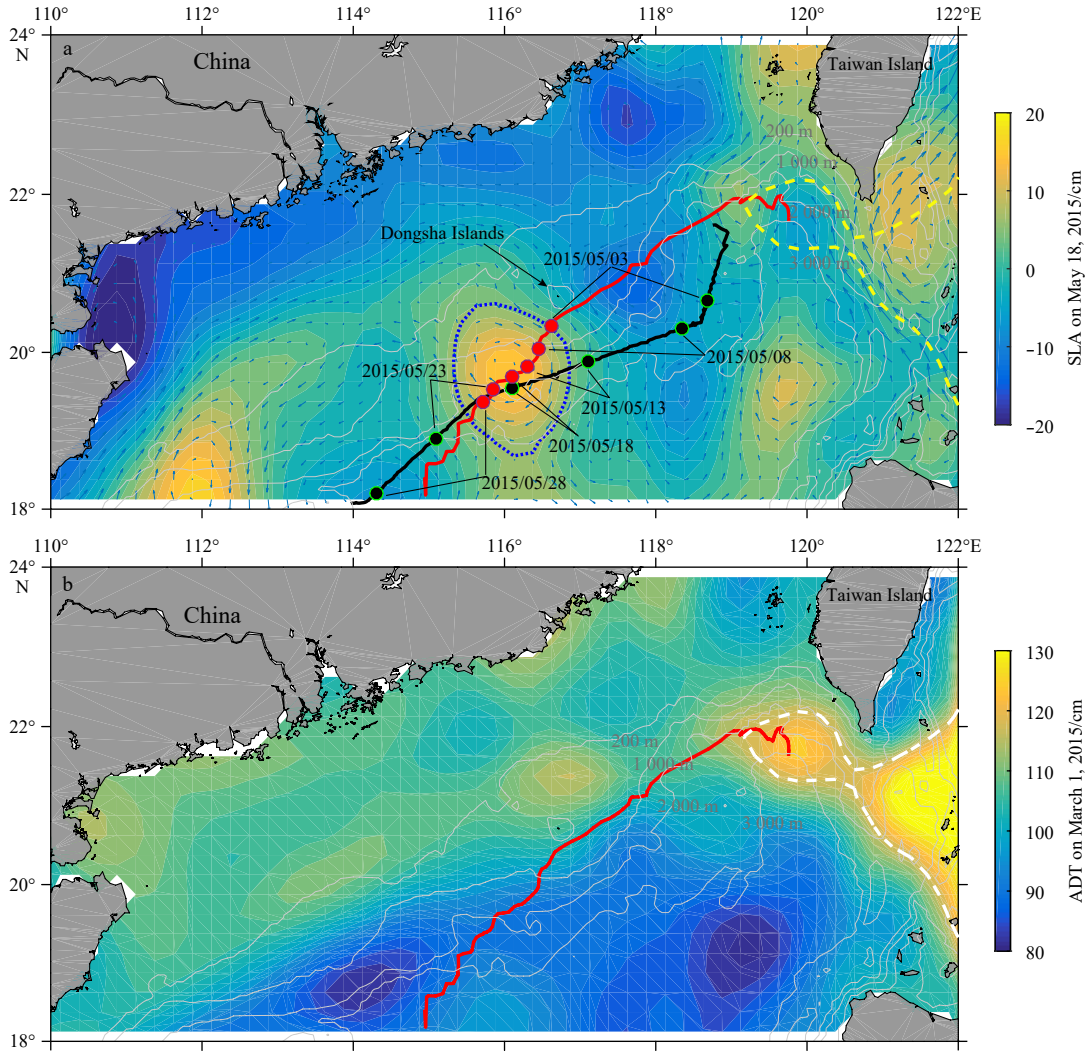 110° 112° 114° 116° 118° 120° 122°E
24°
N
a
China
Taiwan Island
200 m
1 000 m
22°
3 000 m
Dongsha Islands
2015/05/03
20°
2015/05/08
2015/05/23
2015/05/13
2015/05/18
2015/05/28
18°
20
10
0
−10
−20
SLA on May 18, 2015/cm
110° 112° 114° 116° 118° 120° 122°E
24°
N
b
China
Taiwan Island
22°
200 m
1 000 m
2 000 m
3 000 m
20°
18°
130
120
110
100
90
80
ADT on March 1, 2015/cm